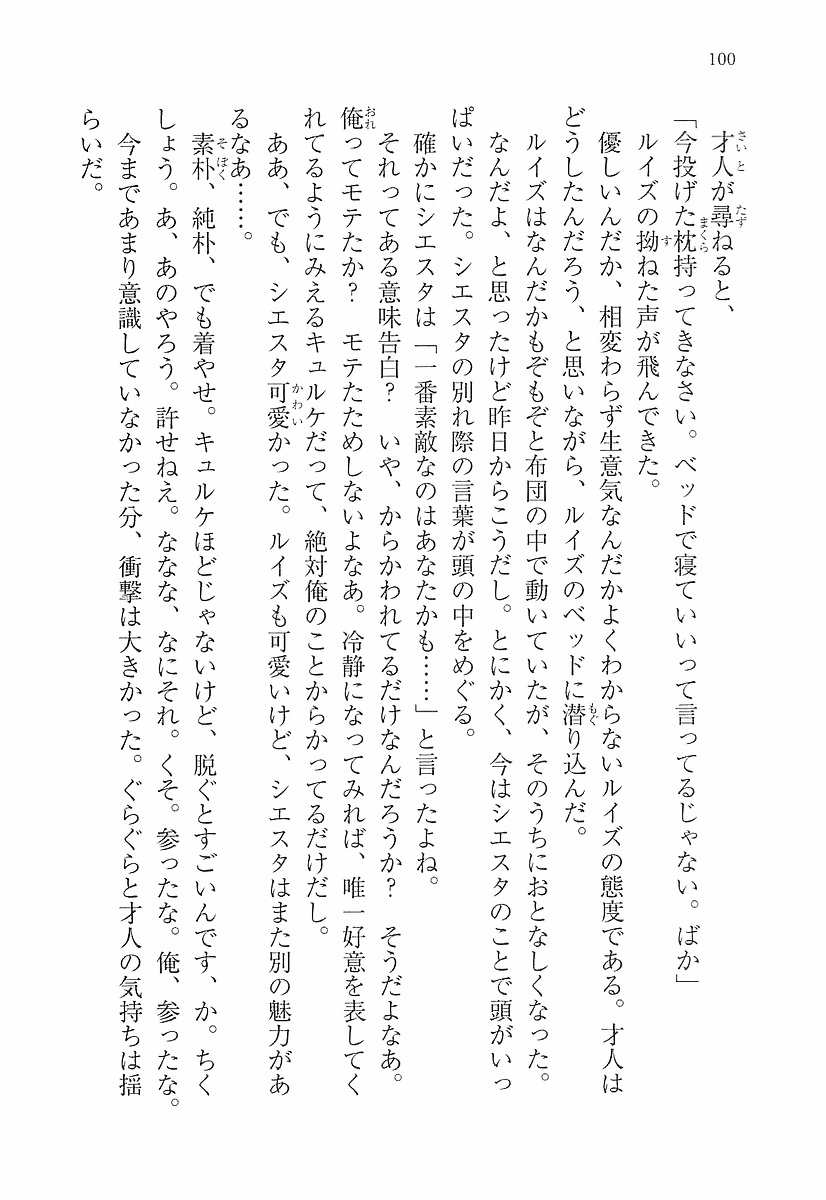 100
才人が尋ねると、
「今投げた枕持ってきなさい。ベッドで寝ていいって言ってるじゃない。ばか」
ルイズの拗ねた声が飛んできた。
優しいんだか、相変わらず生意気なんだかよくわからないルイズの態度である。才人は
どうしたんだろう、と思いながら、ルイズのベッドに潜り込んだ。
ルイズはなんだかもぞもぞと布団の中で動いていたが、そのうちにおとなしくなった。
なんだよ、と思ったけど昨日からこうだし。とにかく、今はシエスタのことで頭がいっ
ぱいだった。シエスタの別れ際の言葉が頭の中をめぐる。
確かにシエスタは「一番素敵なのはあなたかも……」と言ったよね。
それってある意味告白?　いや、からかわれてるだけなんだろうか?　そうだよなあ。
俺ってモテたか?　モテたためしないよなあ。冷静になってみれば、唯一好意を表してく
れてるようにみえるキュルケだって、絶対俺のことからかってるだけだし。
ああ、でも、シエスタ可愛かった。ルイズも可愛いけど、シエスタはまた別の魅力があ
るなあ……。
素朴、純朴、でも着やせ。キュルケほどじゃないけど、脱ぐとすごいんです、か。ちく
しょう。あ、あのやろう。許せねえ。ななな、なにそれ。くそ。参ったな。俺、参ったな。
今まであまり意識していなかった分、衝撃は大きかった。ぐらぐらと才人の気持ちは揺
らいだ。